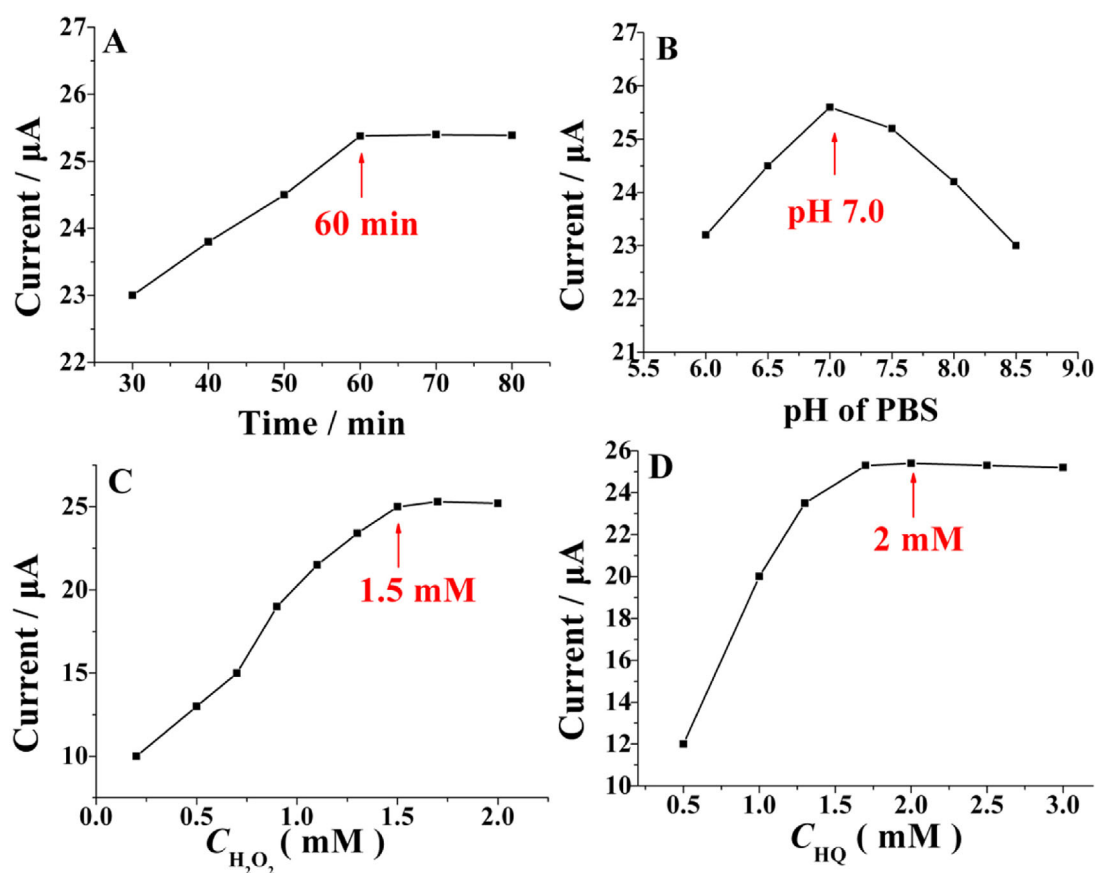 A
Current / µA
27
26
25
24
23
22
60 min
30 40 50 60 70 80
Time / min
B
Current / µA
27
26
25
24
23
22
21
pH 7.0
5.5 6.0 6.5 7.0 7.5 8.0 8.5 9.0
pH of PBS
C
Current / µA
25
20
15
10
1.5 mM
0.0 0.5 1.0 1.5 2.0
C H₂O₂ ( mM )
D
Current / µA
26
24
22
20
18
16
14
12
10
2 mM
0.5 1.0 1.5 2.0 2.5 3.0
C HQ ( mM )